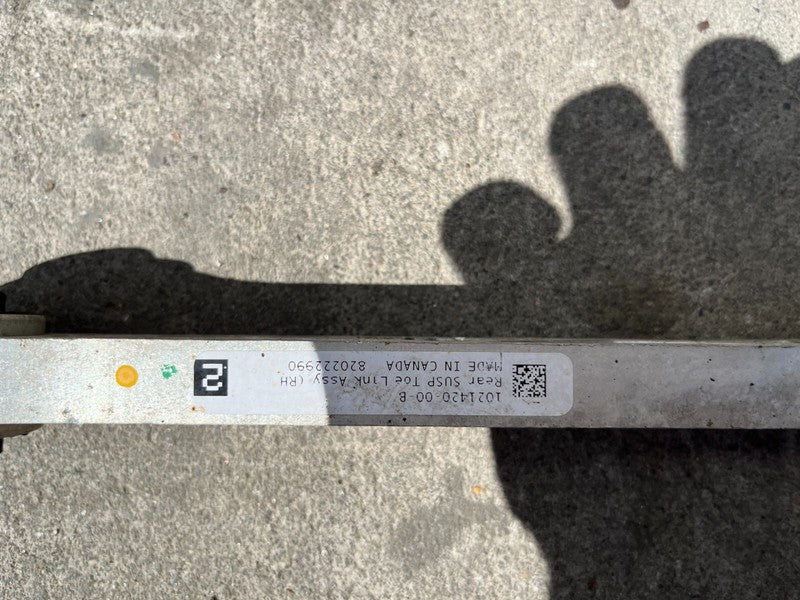 1021420-00-B
Rear SUSP Toe Link Assy (RH
MADE IN CANADA 820222990
2